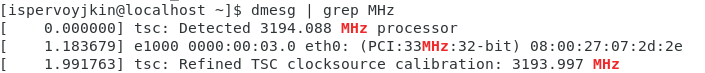 [ispervoyjkin@localhost ~]$ dmesg | grep MHz
[    0.000000] tsc: Detected 3194.088 MHz processor
[    1.183679] e1000 0000:00:03.0 eth0: (PCI:33MHz:32-bit) 08:00:27:07:2d:2e
[    1.991763] tsc: Refined TSC clocksource calibration: 3193.997 MHz